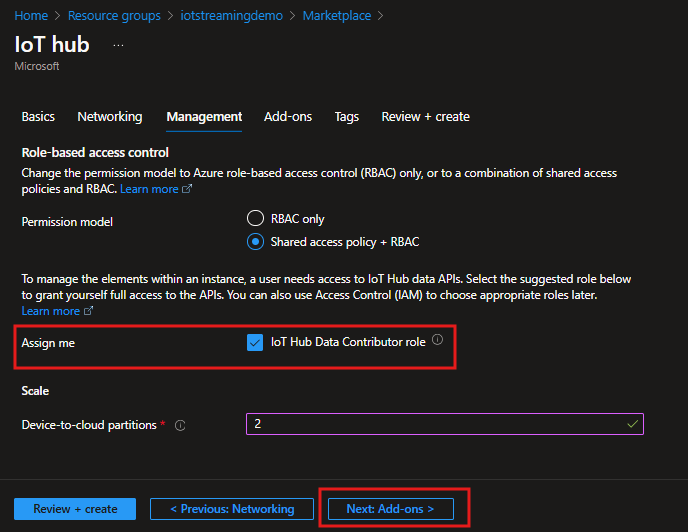 Home > Resource groups > iotstreamingdemo > Marketplace >
IoT hub ...
Microsoft
Basics Networking Management Add-ons Tags Review + create
Role-based access control
Change the permission model to Azure role-based access control (RBAC) only, or to a combination of shared access
policies and RBAC. Learn more
Permission model
RBAC only
Shared access policy + RBAC
To manage the elements within an instance, a user needs access to IoT Hub data APIs. Select the suggested role below
to grant yourself full access to the APIs. You can also use Access Control (IAM) to choose appropriate roles later.
Learn more
Assign me IoT Hub Data Contributor role
Scale
Device-to-cloud partitions * 2
Review + create < Previous: Networking Next: Add-ons >